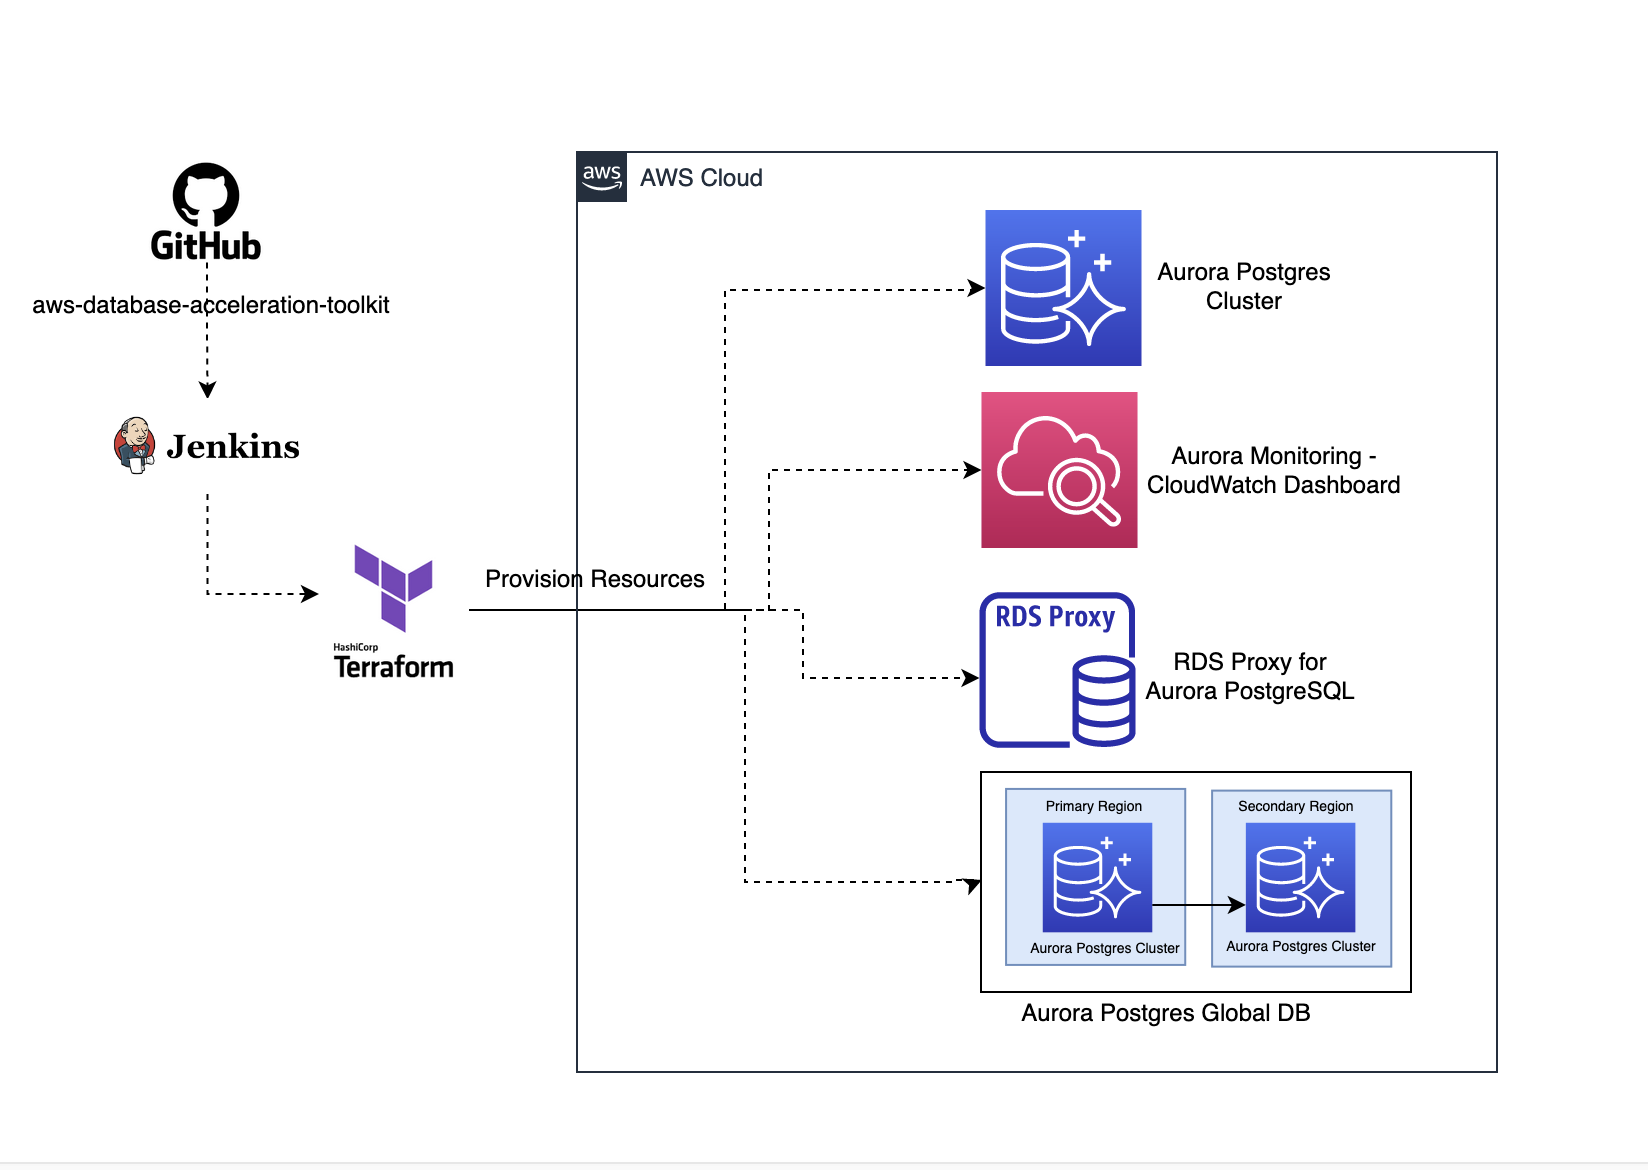 GitHub
aws-database-acceleration-toolkit
Jenkins
HashiCorp
Terraform
Provision Resources
aws
AWS Cloud
Aurora Postgres
Cluster
Aurora Monitoring -
CloudWatch Dashboard
RDS Proxy
RDS Proxy for
Aurora PostgreSQL
Primary Region
Aurora Postgres Cluster
Secondary Region
Aurora Postgres Cluster
Aurora Postgres Global DB